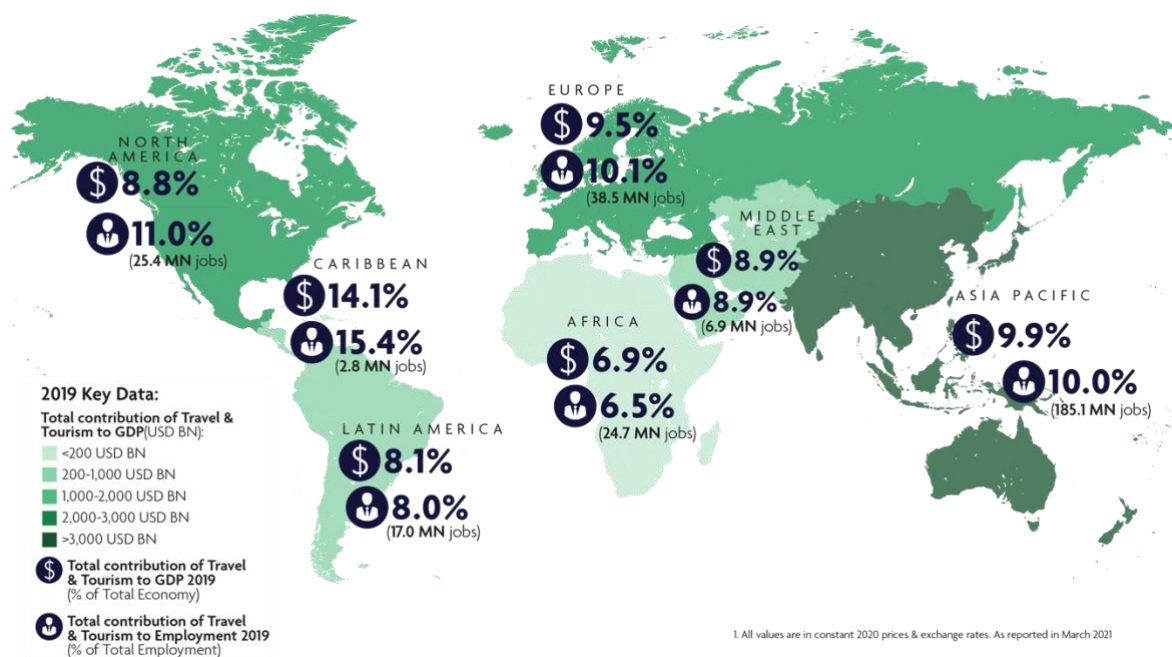 NORTH
AMERICA
$ 8.8%
11.0%
(25.4 MN jobs)
CARIBBEAN
$ 14.1%
15.4%
(2.8 MN jobs)
LATIN AMERICA
$ 8.1%
8.0%
(17.0 MN jobs)
EUROPE
$ 9.5%
10.1%
(38.5 MN jobs)
AFRICA
$ 6.9%
6.5%
(24.7 MN jobs)
MIDDLE
EAST
$ 8.9%
8.9%
(6.9 MN jobs)
ASIA PACIFIC
$ 9.9%
10.0%
(185.1 MN jobs)
2019 Key Data:
Total contribution of Travel &
Tourism to GDP(USD BN):
<200 USD BN
200-1,000 USD BN
1,000-2,000 USD BN
2,000-3,000 USD BN
>3,000 USD BN
$ Total contribution of Travel
& Tourism to GDP 2019
(% of Total Economy)
Total contribution of Travel
& Tourism to Employment 2019
(% of Total Employment)
1. All values are in constant 2020 prices & exchange rates. As reported in March 2021